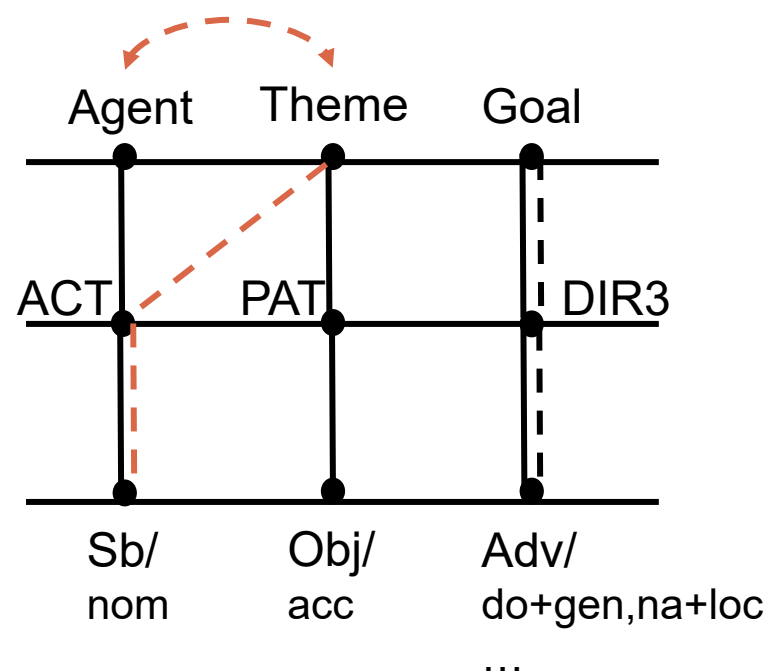 Agent Theme Goal
ACT PAT DIR3
Sb/ Obj/ Adv/
nom acc do+gen,na+loc
...